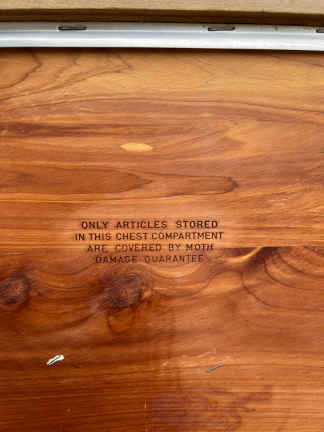 ONLY ARTICLES STORED
IN THIS CHEST COMPARTMENT
ARE COVERED BY MOTH
DAMAGE GUARANTEE